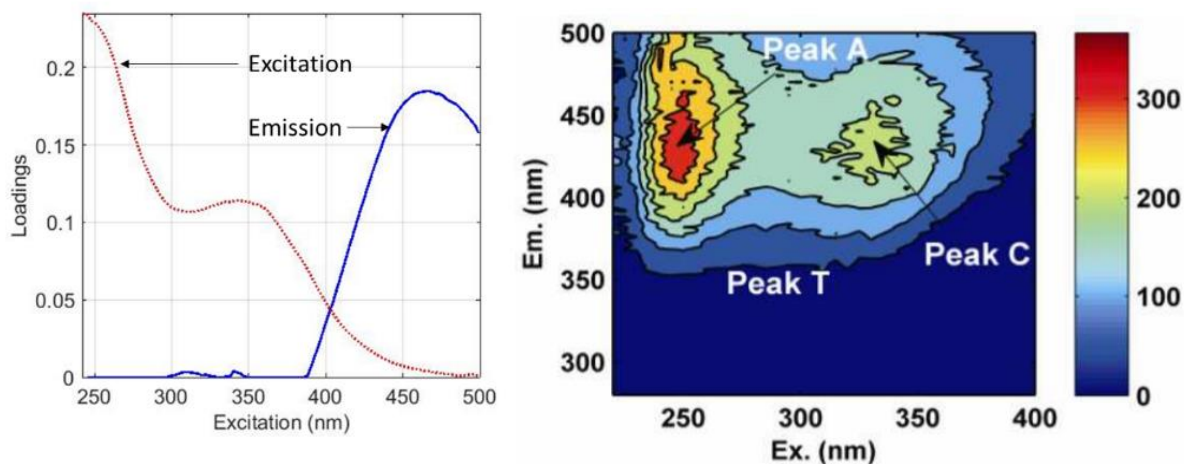 Loadings
0.2
0.15
0.1
0.05
0
Excitation
Emission
250 300 350 400 450 500
Excitation (nm)
Em. (nm)
500
450
400
350
300
Peak A
Peak C
Peak T
250 300 350 400
Ex. (nm)
300
200
100
0